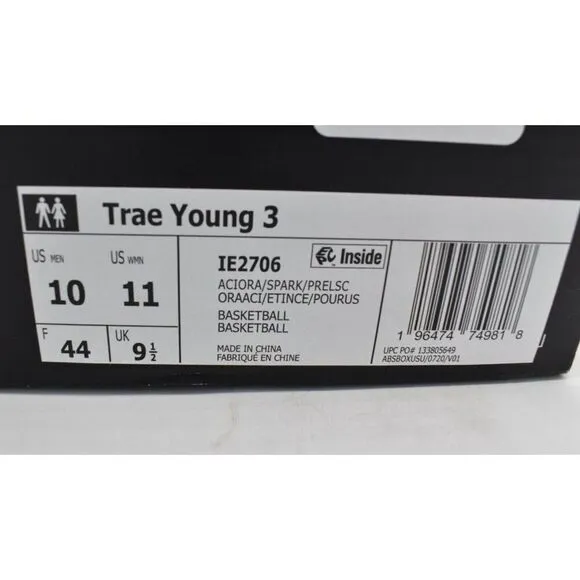 Trae Young 3
US MEN
10
US WMN
11
F
44
UK
9 1/2
IE2706
Inside
ACIORA/SPARK/PRELSC
ORAACI/ETINCE/POURUS
BASKETBALL
BASKETBALL
MADE IN CHINA
FABRIQUÉ EN CHINE
1 96474 74981 8
UPC PO# 133805649
ABSBOXUSU/0720/V01